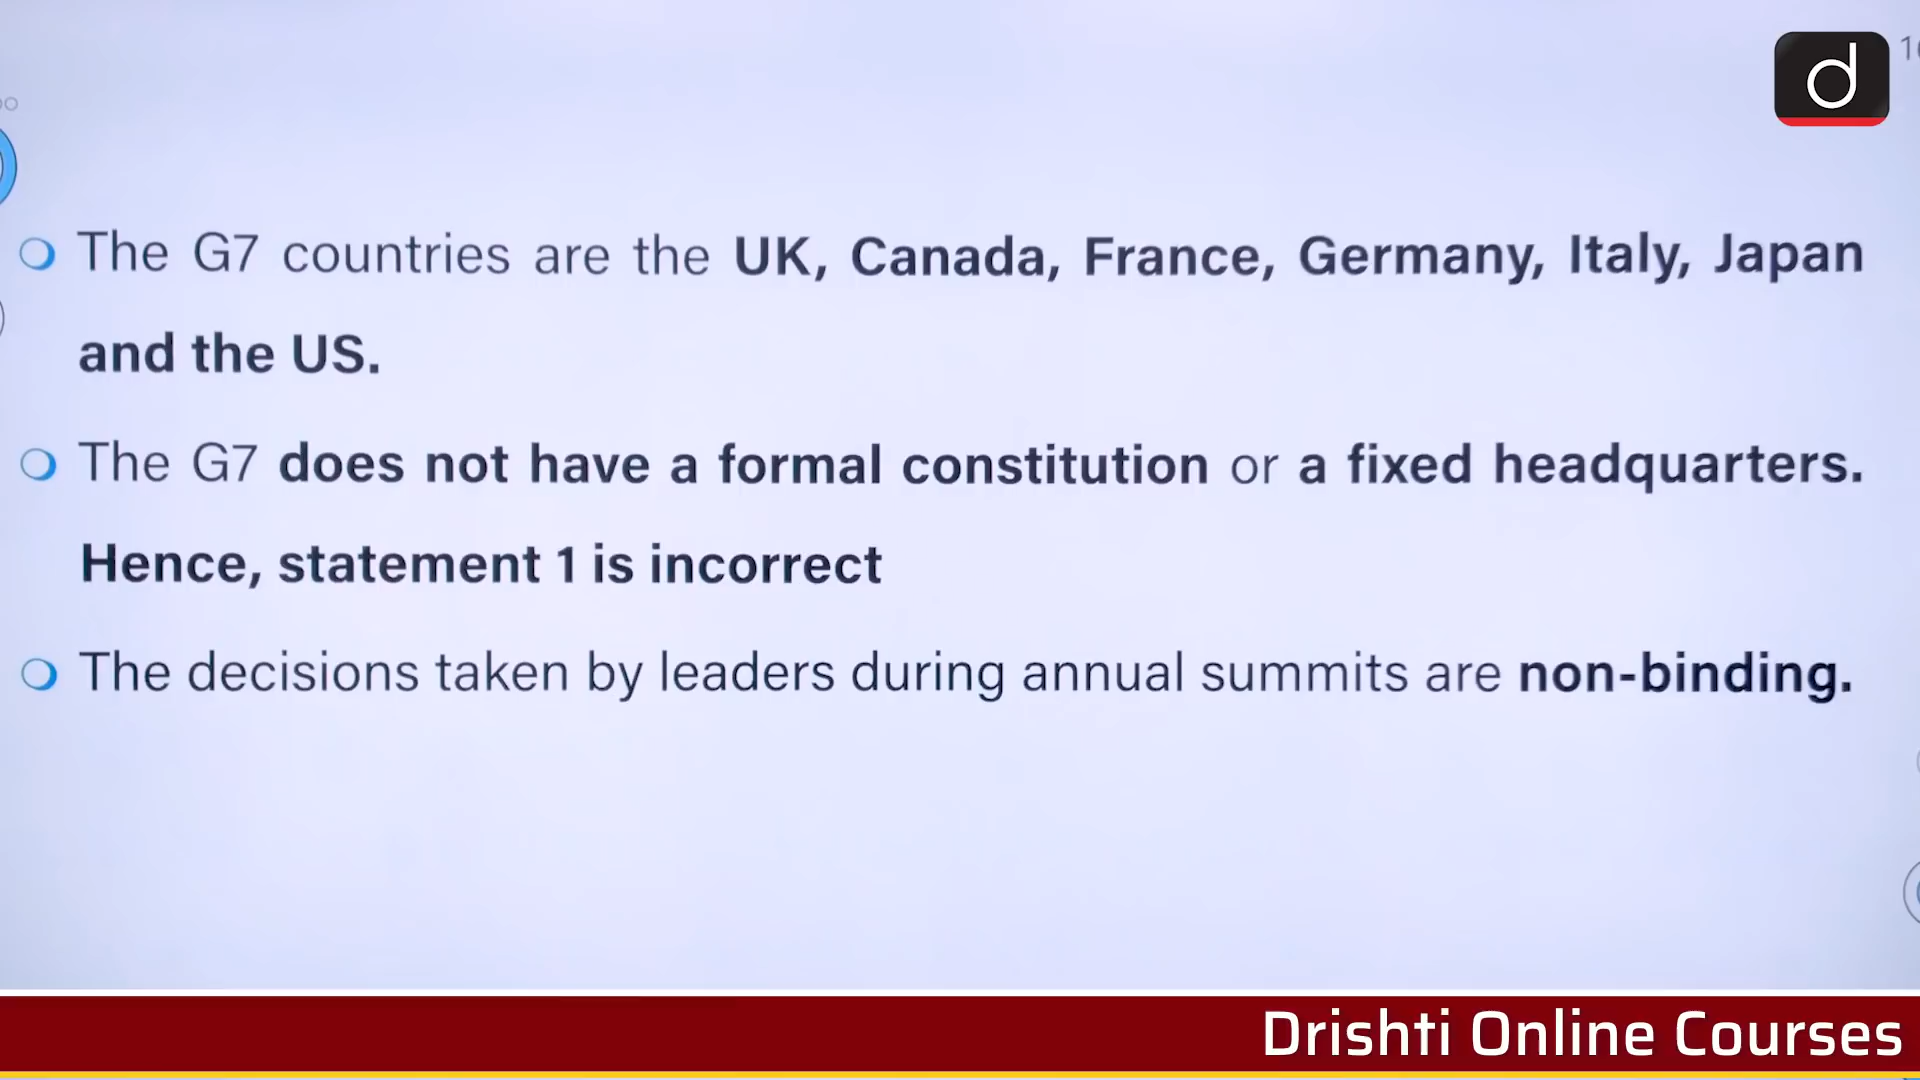 The G7 countries are the UK, Canada, France, Germany, Italy, Japan
and the US.
The G7 does not have a formal constitution or a fixed headquarters.
Hence, statement 1 is incorrect
The decisions taken by leaders during annual summits are non-binding.
d
Drishti Online Courses